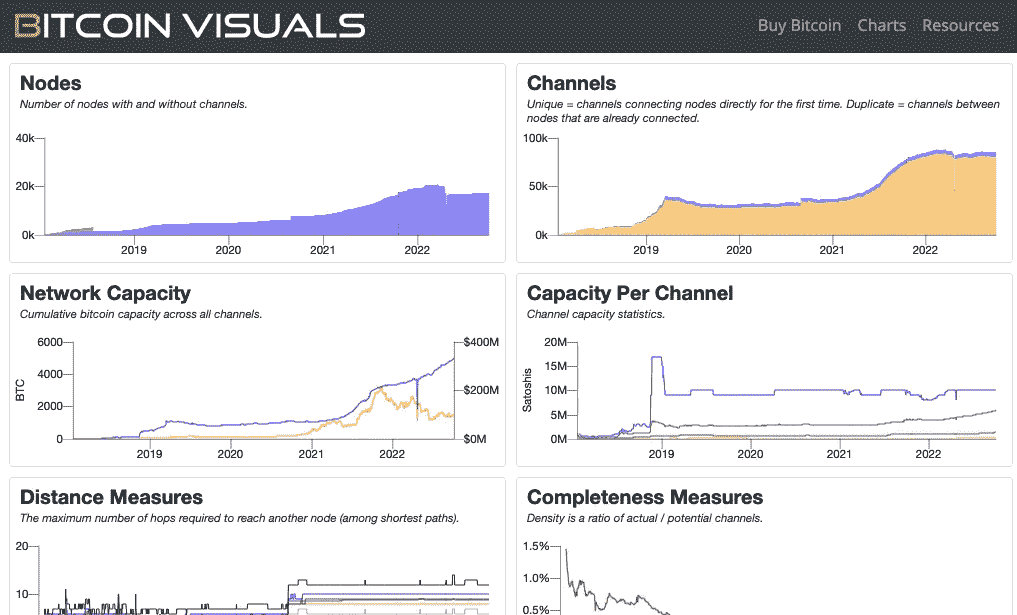 BITCOIN VISUALS
Buy Bitcoin Charts Resources
Nodes
Number of nodes with and without channels.
40k
20k
0k
2019 2020 2021 2022
Channels
Unique = channels connecting nodes directly for the first time. Duplicate = channels between
nodes that are already connected.
100k
50k
0k
2019 2020 2021 2022
Network Capacity
Cumulative bitcoin capacity across all channels.
BTC
6000
4000
2000
0
$400M
$200M
$0M
2019 2020 2021 2022
Capacity Per Channel
Channel capacity statistics.
Satoshis
20M
15M
10M
5M
0M
2019 2020 2021 2022
Distance Measures
The maximum number of hops required to reach another node (among shortest paths).
20
10
Completeness Measures
Density is a ratio of actual / potential channels.
1.5%
1.0%
0.5%